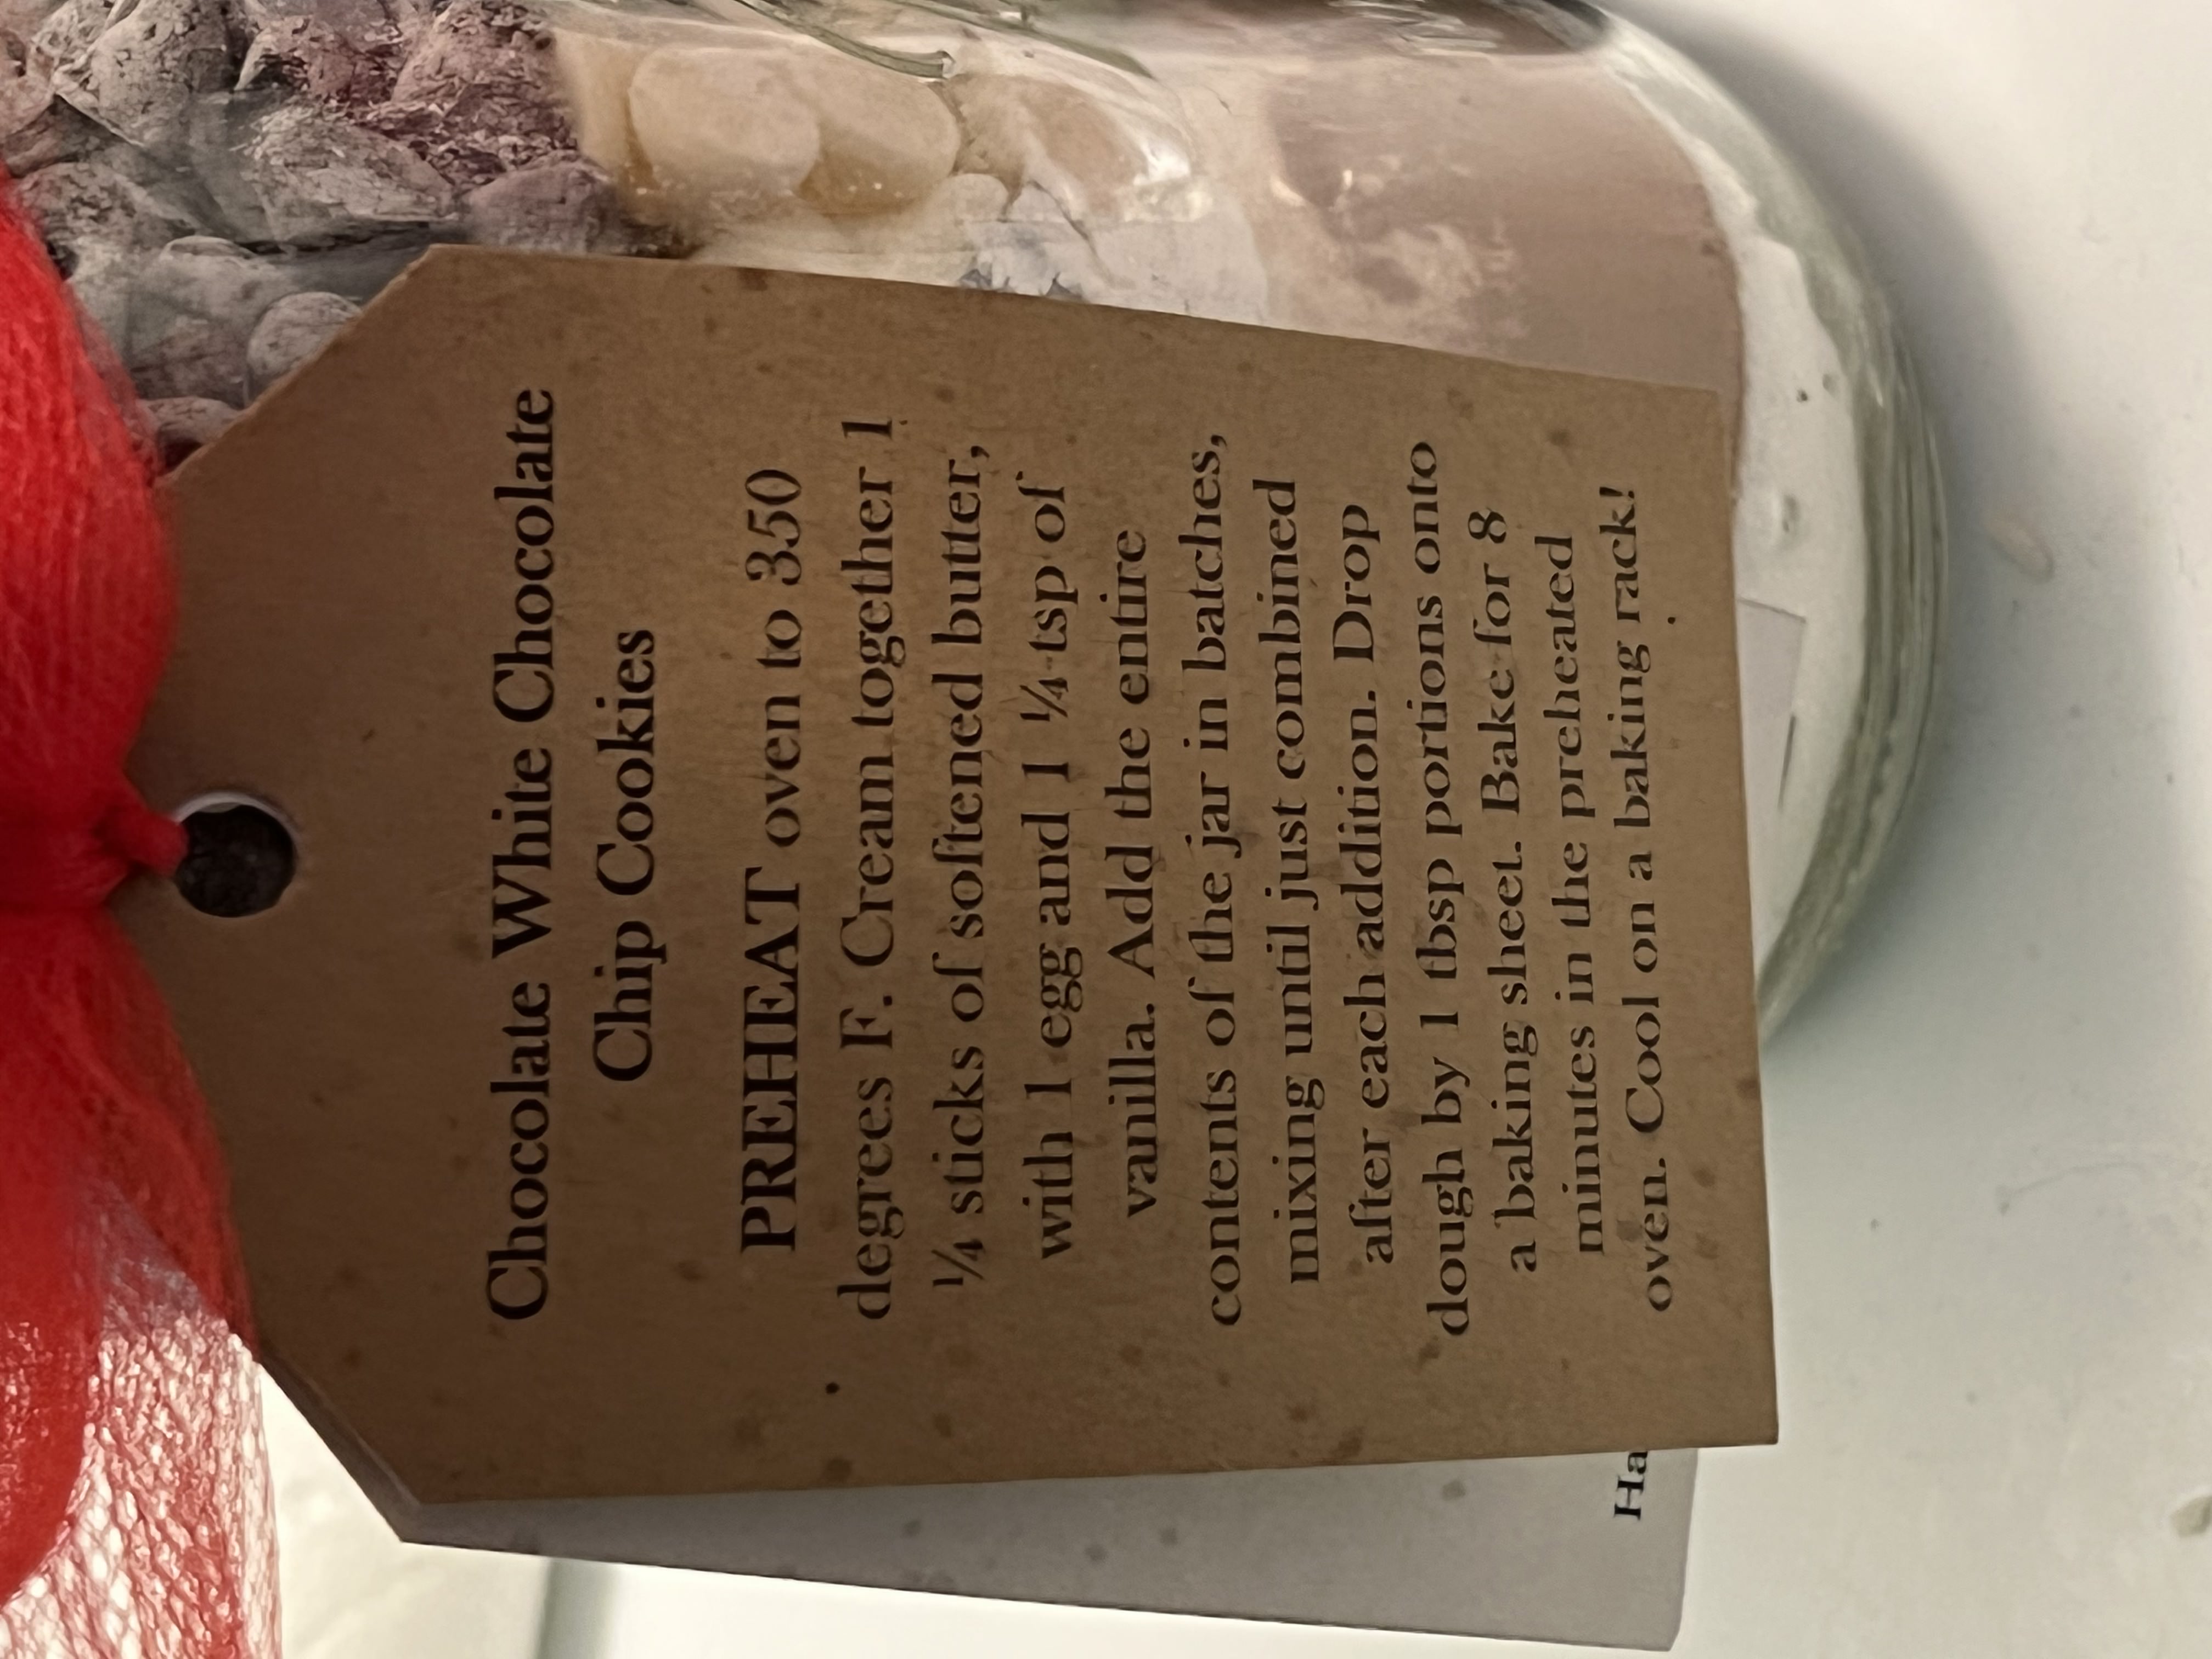 Chocolate White Chocolate
Chip Cookies
PREHEAT oven to 350
degrees F. Cream together 1
¼ sticks of softened butter,
with 1 egg and 1 ¼ tsp of
vanilla. Add the entire
contents of the jar in batches,
mixing until just combined
after each addition. Drop
dough by 1 tbsp portions onto
a baking sheet. Bake for 8
minutes in the preheated
oven. Cool on a baking rack!
Ha